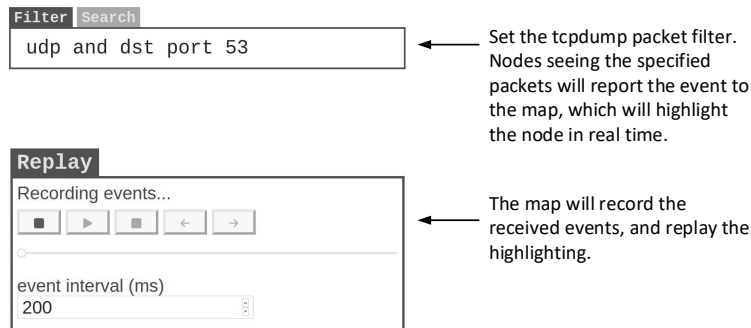 Filter Search
udp and dst port 53
Set the tcpdump packet filter.
Nodes seeing the specified
packets will report the event to
the map, which will highlight
the node in real time.
Replay
Recording events...
event interval (ms)
200
The map will record the
received events, and replay the
highlighting.